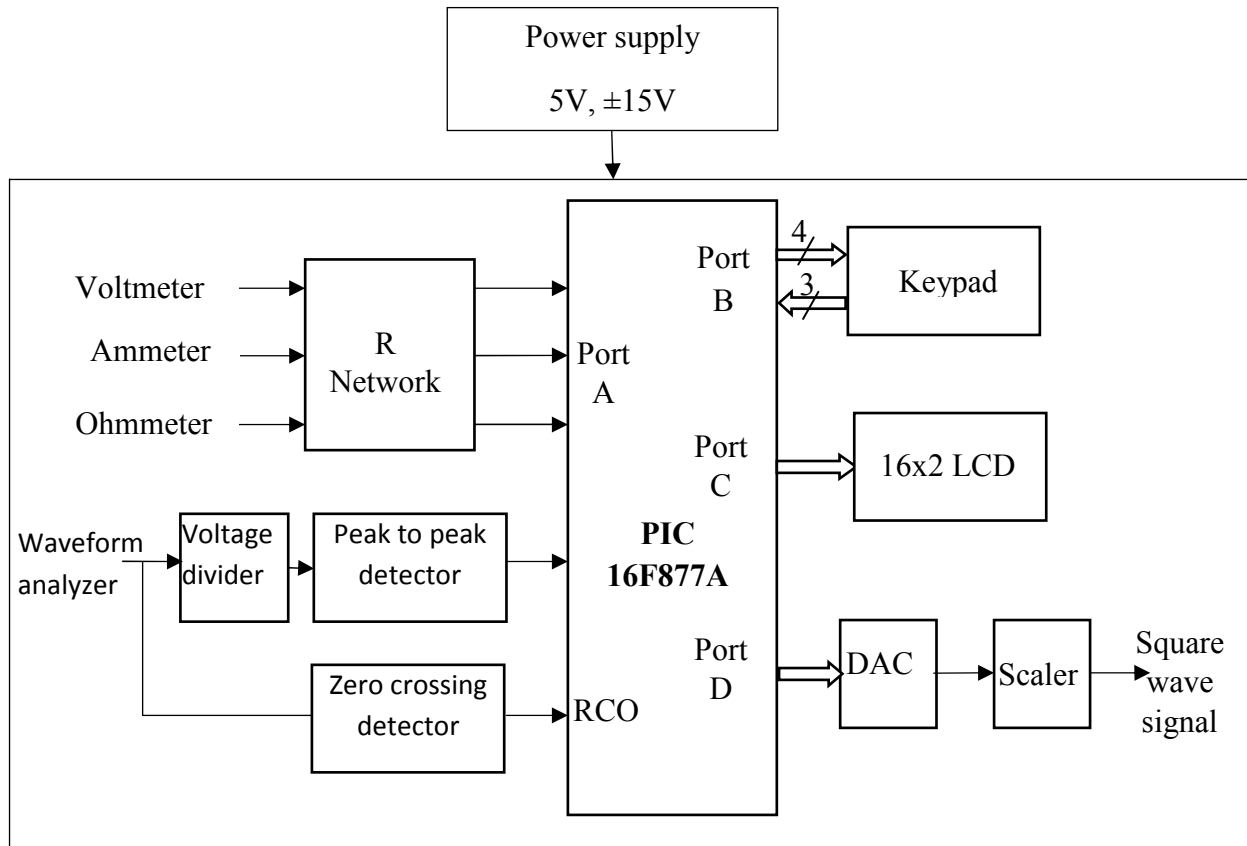 Power supply
5V, ±15V
Voltmeter
Ammeter
Ohmmeter
R
Network
Port
A
Waveform
analyzer
Voltage
divider
Peak to peak
detector
Zero crossing
detector
RCO
PIC
16F877A
Port
B
4
3
Keypad
Port
C
16x2 LCD
Port
D
DAC
Scaler
Square
wave
signal